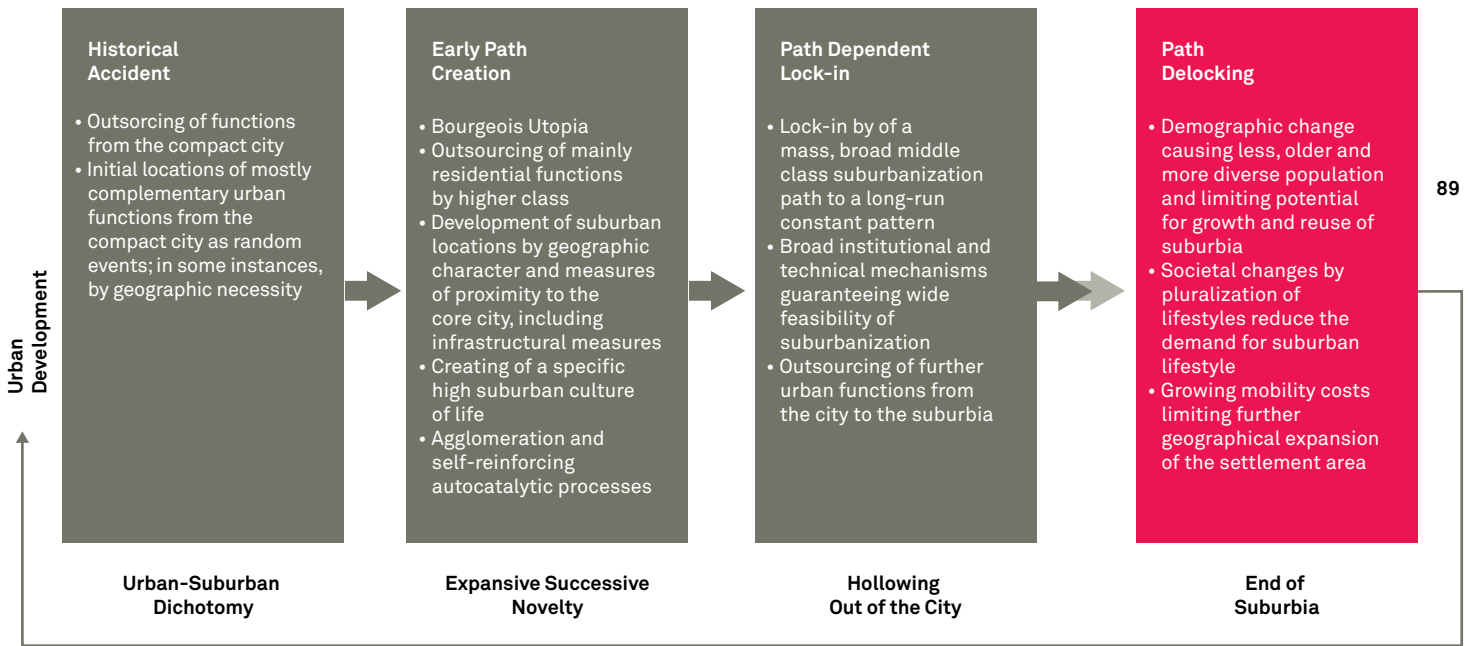 Historical
Accident
• Outsorcing of functions
from the compact city
• Initial locations of mostly
complementary urban
functions from the
compact city as random
events; in some instances,
by geographic necessity
Early Path
Creation
• Bourgeois Utopia
• Outsourcing of mainly
residential functions
by higher class
• Development of suburban
locations by geographic
character and measures
of proximity to the
core city, including
infrastructural measures
• Creating of a specific
high suburban culture
of life
• Agglomeration and
self-reinforcing
autocatalytic processes
Path Dependent
Lock-in
• Lock-in by of a
mass, broad middle
class suburbanization
path to a long-run
constant pattern
• Broad institutional and
technical mechanisms
guaranteeing wide
feasibility of
suburbanization
• Outsourcing of further
urban functions from
the city to the suburbia
Path
Delocking
• Demographic change
causing less, older and
more diverse population
and limiting potential
for growth and reuse of
suburbia
• Societal changes by
pluralization of
lifestyles reduce the
demand for suburban
lifestyle
• Growing mobility costs
limiting further
geographical expansion
of the settlement area
89
Urban
Development
Urban-Suburban
Dichotomy
Expansive Successive
Novelty
Hollowing
Out of the City
End of
Suburbia